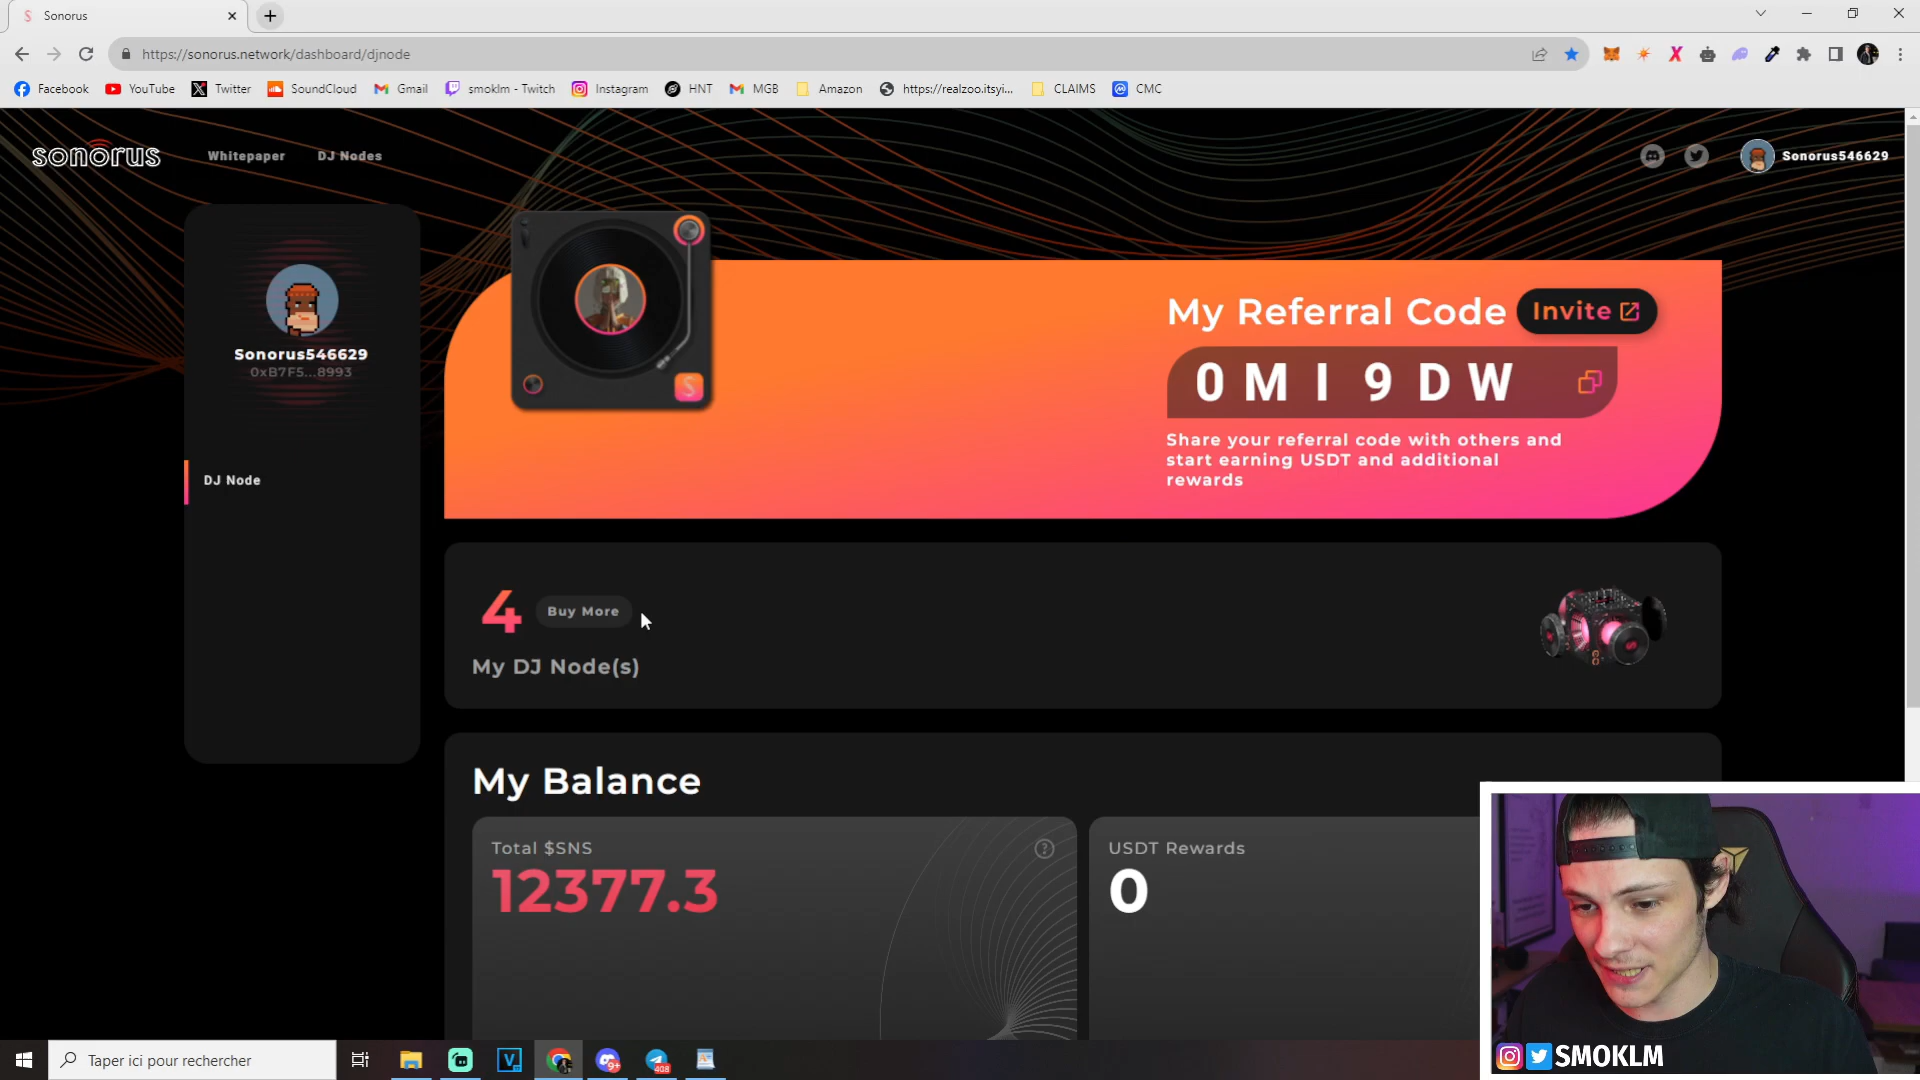 Sonorus
https://sonorus.network/dashboard/djnode
Facebook
YouTube
Twitter
SoundCloud
Gmail
smoklm - Twitch
Instagram
HNT
MGB
Amazon
https://realzoo.itsyi...
CLAIMS
CMC
sonorus
Whitepaper
DJ Nodes
Sonorus546629
Sonorus546629
0xB7F5...8993
DJ Node
My Referral Code
Invite
0MI9DW
Share your referral code with others and
start earning USDT and additional
rewards
4
Buy More
My DJ Node(s)
My Balance
Total $SNS
?
12377.3
USDT Rewards
0
Taper ici pour rechercher
V
9+
408
SMOKLM